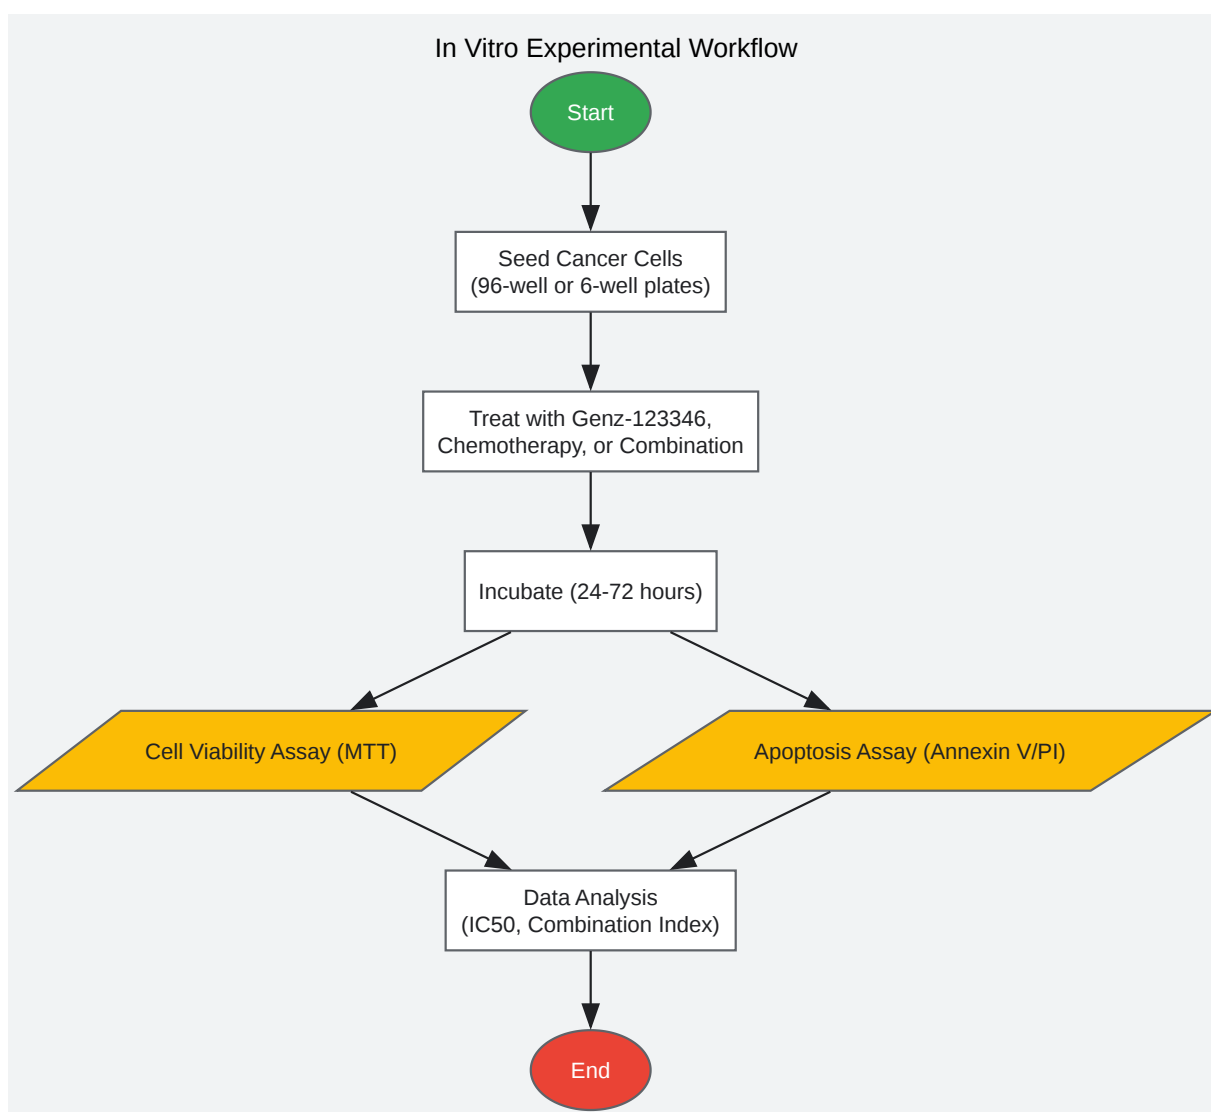 In Vitro Experimental Workflow
Start
Seed Cancer Cells
(96-well or 6-well plates)
Treat with Genz-123346,
Chemotherapy, or Combination
Incubate (24-72 hours)
Cell Viability Assay (MTT)
Apoptosis Assay (Annexin V/PI)
Data Analysis
(IC50, Combination Index)
End